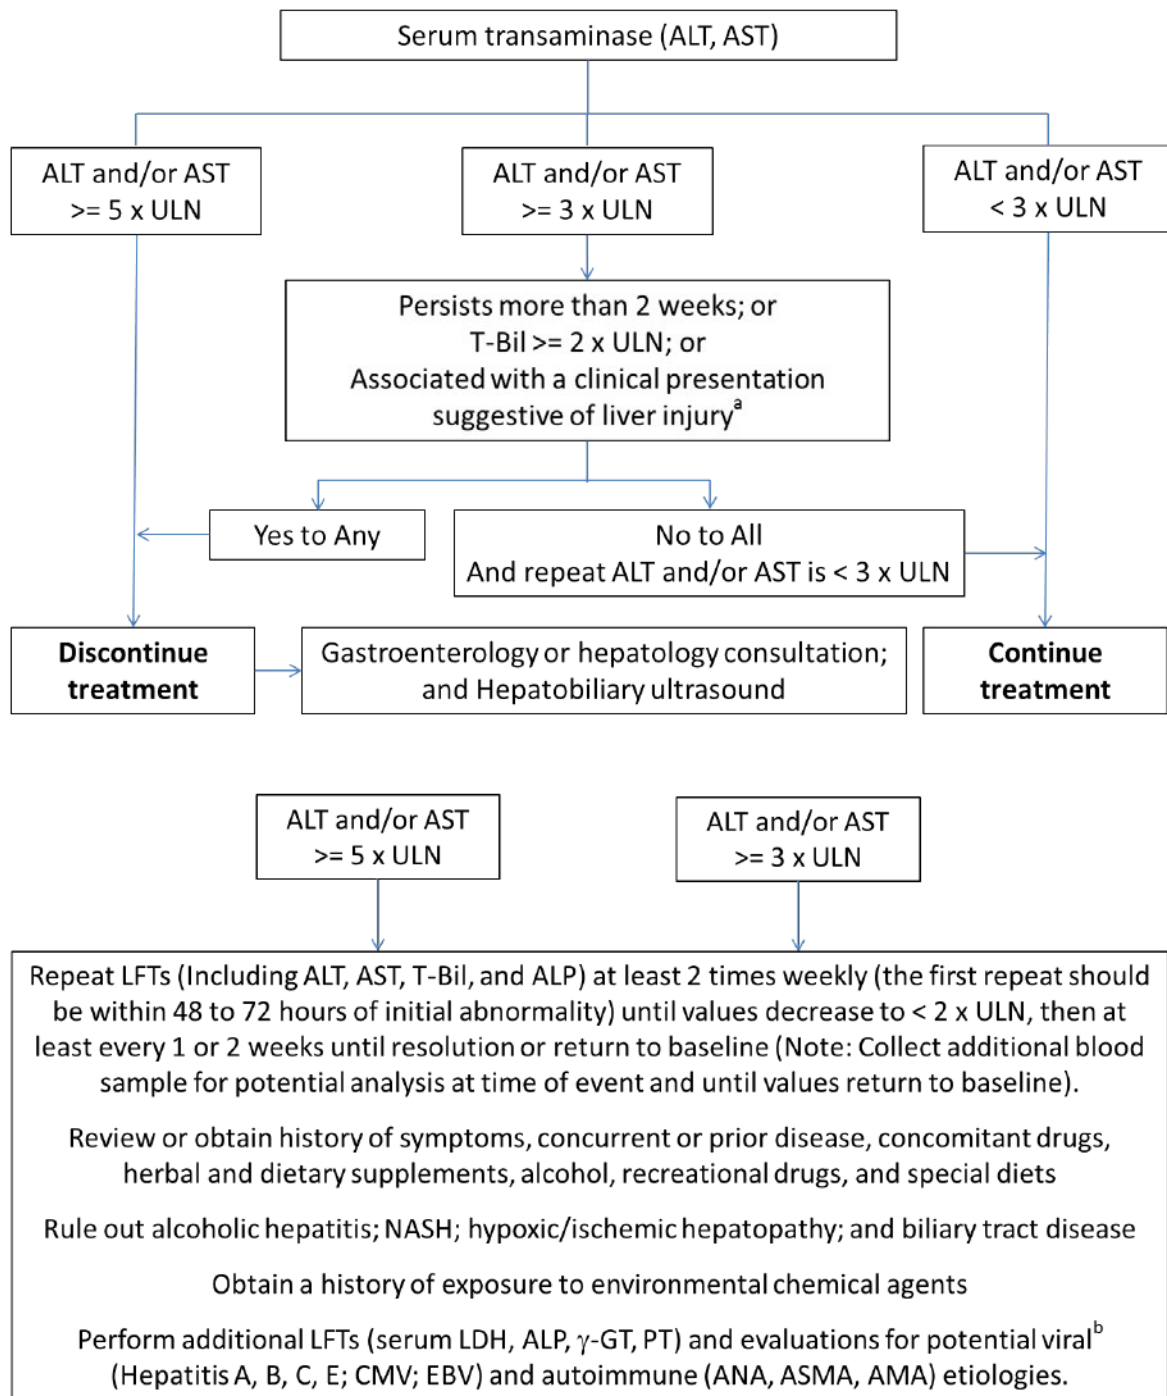 Serum transaminase (ALT, AST)
ALT and/or AST
>= 5 x ULN
ALT and/or AST
>= 3 x ULN
ALT and/or AST
< 3 x ULN
Persists more than 2 weeks; or
T-Bil >= 2 x ULN; or
Associated with a clinical presentation
suggestive of liver injury^a
Yes to Any
No to All
And repeat ALT and/or AST is < 3 x ULN
Discontinue
treatment
Gastroenterology or hepatology consultation;
and Hepatobiliary ultrasound
Continue
treatment
ALT and/or AST
>= 5 x ULN
ALT and/or AST
>= 3 x ULN
Repeat LFTs (Including ALT, AST, T-Bil, and ALP) at least 2 times weekly (the first repeat should
be within 48 to 72 hours of initial abnormality) until values decrease to < 2 x ULN, then at
least every 1 or 2 weeks until resolution or return to baseline (Note: Collect additional blood
sample for potential analysis at time of event and until values return to baseline).
Review or obtain history of symptoms, concurrent or prior disease, concomitant drugs,
herbal and dietary supplements, alcohol, recreational drugs, and special diets
Rule out alcoholic hepatitis; NASH; hypoxic/ischemic hepatopathy; and biliary tract disease
Obtain a history of exposure to environmental chemical agents
Perform additional LFTs (serum LDH, ALP, γ-GT, PT) and evaluations for potential viral^b
(Hepatitis A, B, C, E; CMV; EBV) and autoimmune (ANA, ASMA, AMA) etiologies.